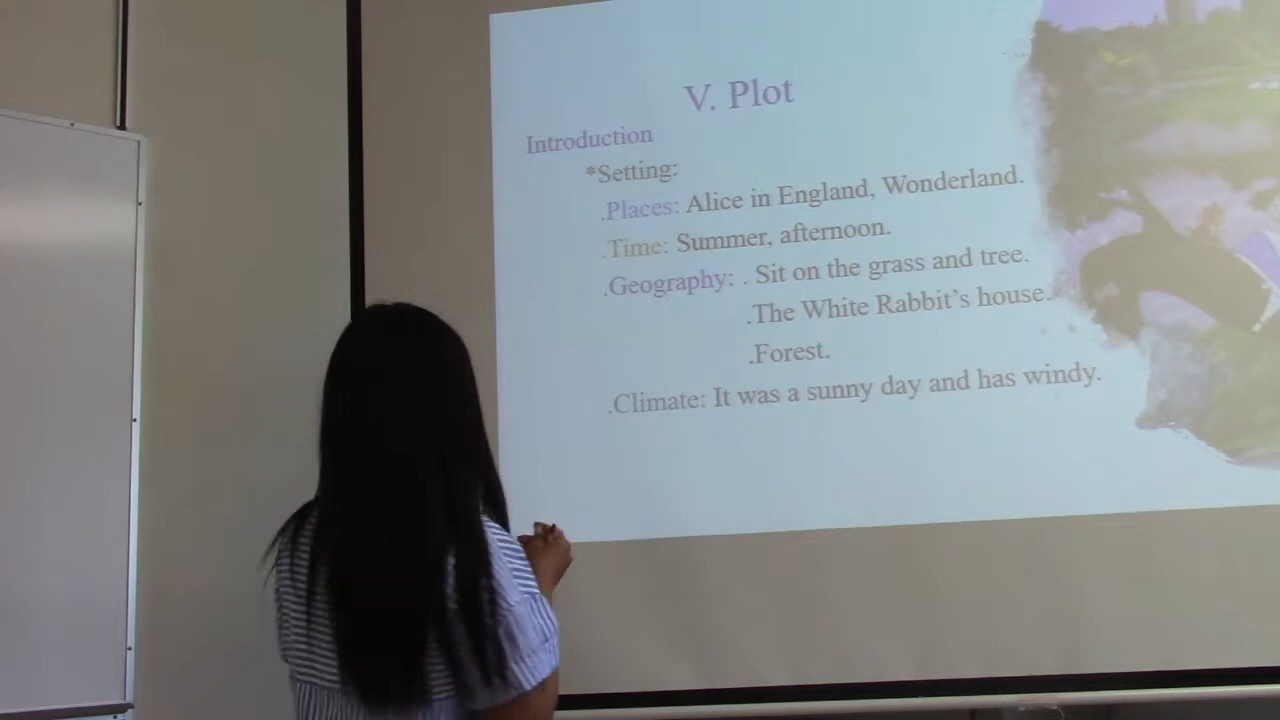 V. Plot
Introduction
*Setting:
.Places: Alice in England, Wonderland.
.Time: Summer, afternoon.
.Geography: . Sit on the grass and tree.
.The White Rabbit’s house.
.Forest.
.Climate: It was a sunny day and has windy.